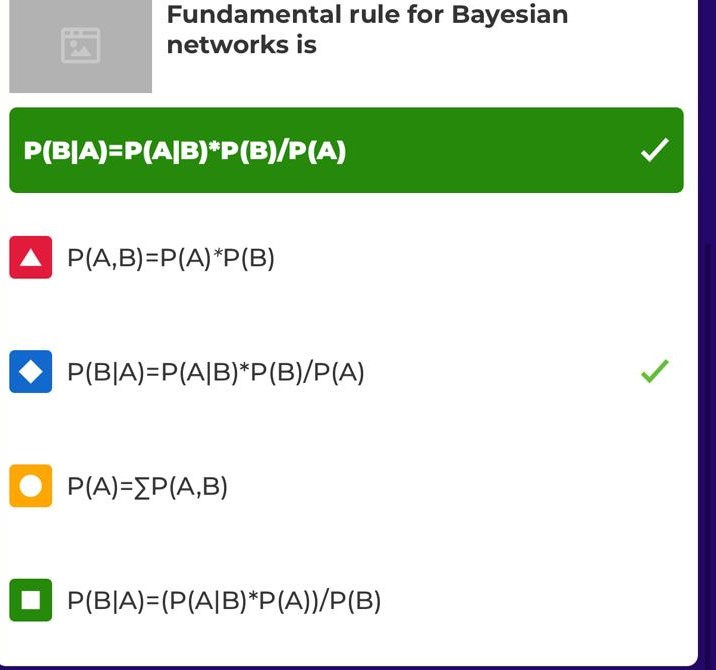 Fundamental rule for Bayesian
networks is
P(B|A)=P(A|B)*P(B)/P(A)
P(A,B)=P(A)*P(B)
P(B|A)=P(A|B)*P(B)/P(A)
P(A)=∑P(A,B)
P(B|A)=(P(A|B)*P(A))/P(B)